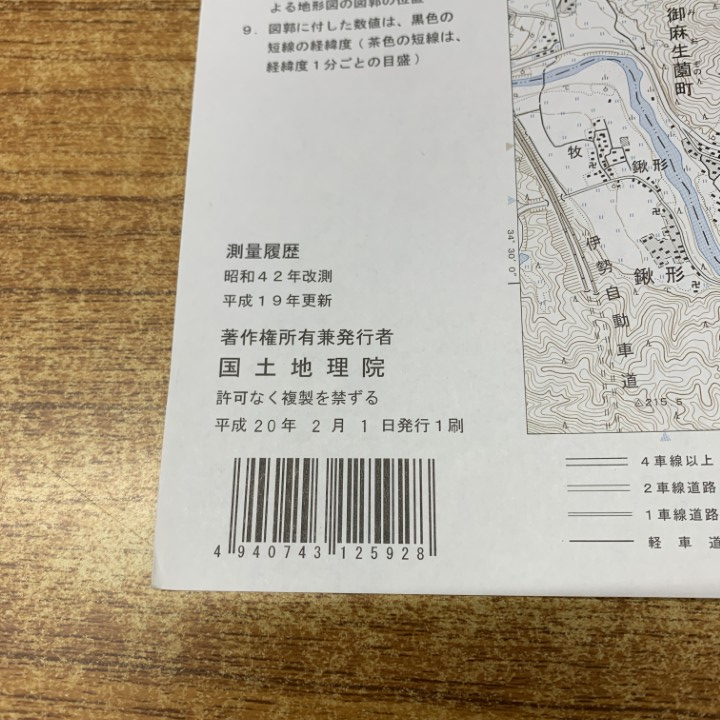 よる地形図の図郭の位置
9. 図郭に付した数値は、黒色の
短線の経緯度（茶色の短線は、
経緯度1分ごとの目盛）
測量履歴
昭和42年改測
平成19年更新
著作権所有兼発行者
国土地理院
許可なく複製を禁ずる
平成20年 2月 1日発行1刷
4 940743 125928
御麻生薗町
みおぞの
牧
鍬形
鍬形
伊勢自動車道
34° 30′ 0″
215.5
4車線以上
2車線道路
1車線道路
軽車道